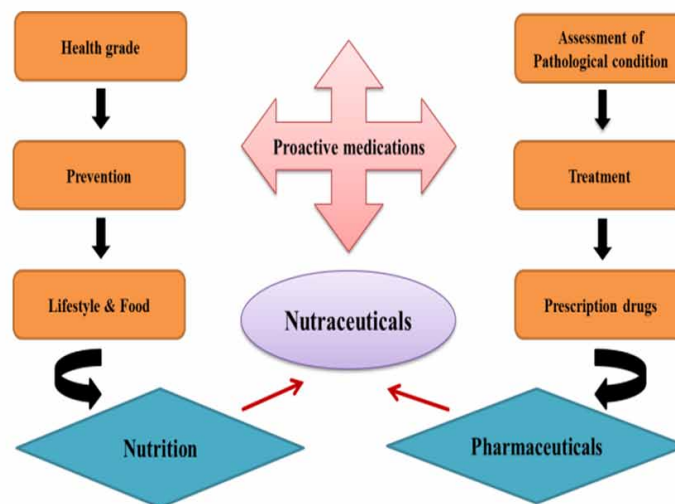 Health grade
Assessment of
Pathological condition
Proactive medications
Prevention
Treatment
Lifestyle & Food
Prescription drugs
Nutraceuticals
Nutrition
Pharmaceuticals